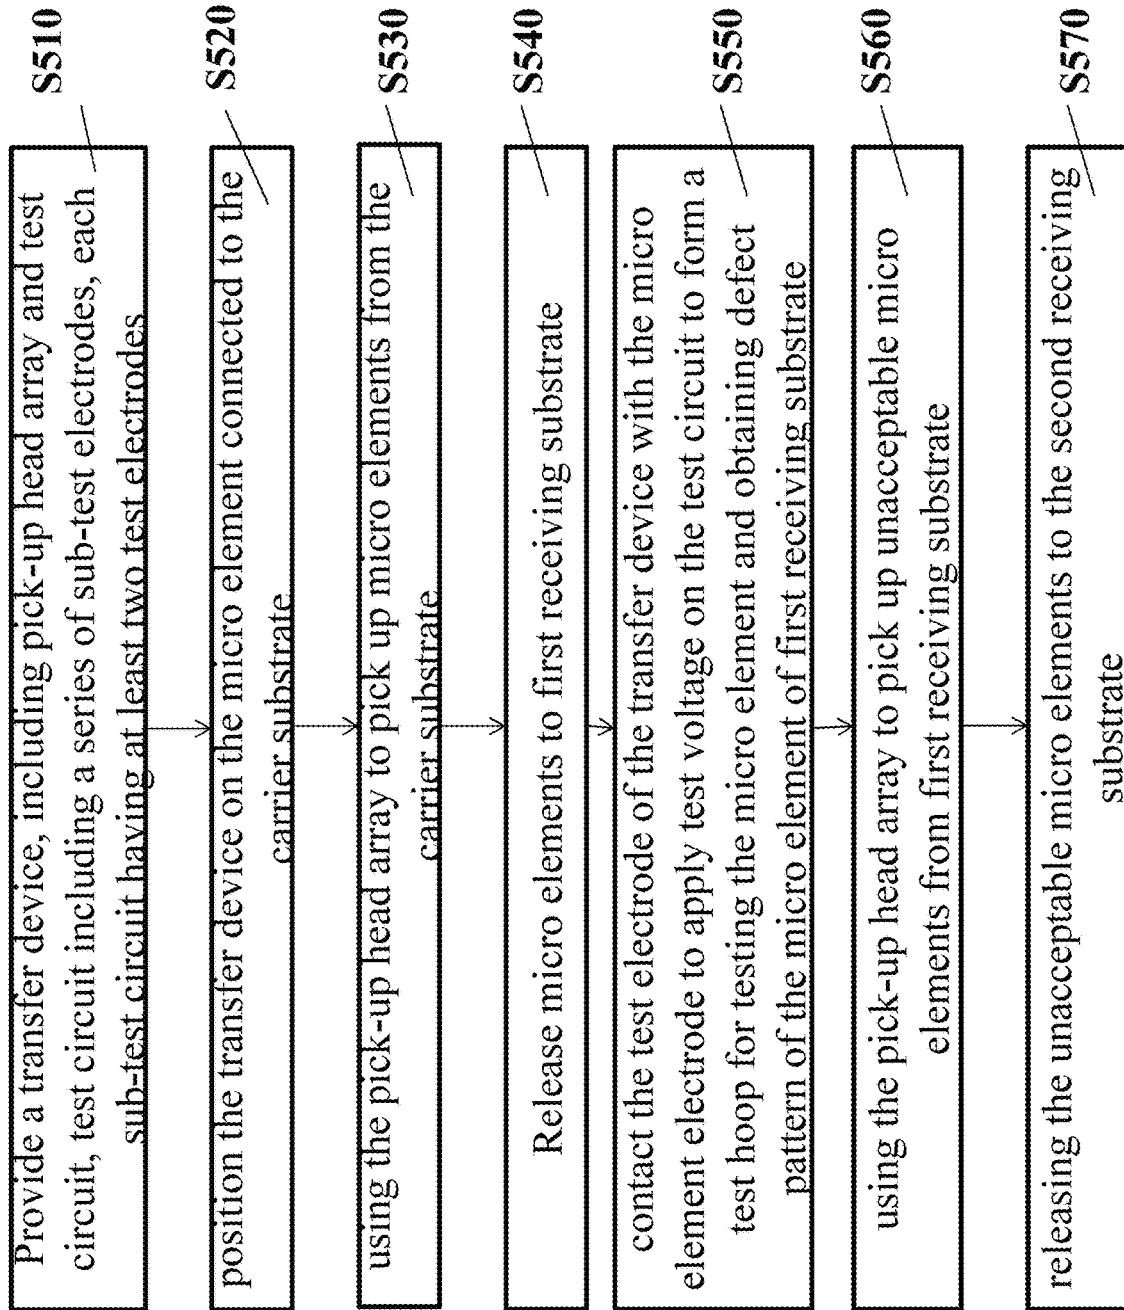 Provide a transfer device, including pick-up head array and test
circuit, test circuit including a series of sub-test electrodes, each
sub-test circuit having at least two test electrodes
S510
position the transfer device on the micro element connected to the
carrier substrate
S520
using the pick-up head array to pick up micro elements from the
carrier substrate
S530
Release micro elements to first receiving substrate
S540
contact the test electrode of the transfer device with the micro
element electrode to apply test voltage on the test circuit to form a
test hoop for testing the micro element and obtaining defect
pattern of the micro element of first receiving substrate
S550
using the pick-up head array to pick up unacceptable micro
elements from first receiving substrate
S560
releasing the unacceptable micro elements to the second receiving
substrate
S570